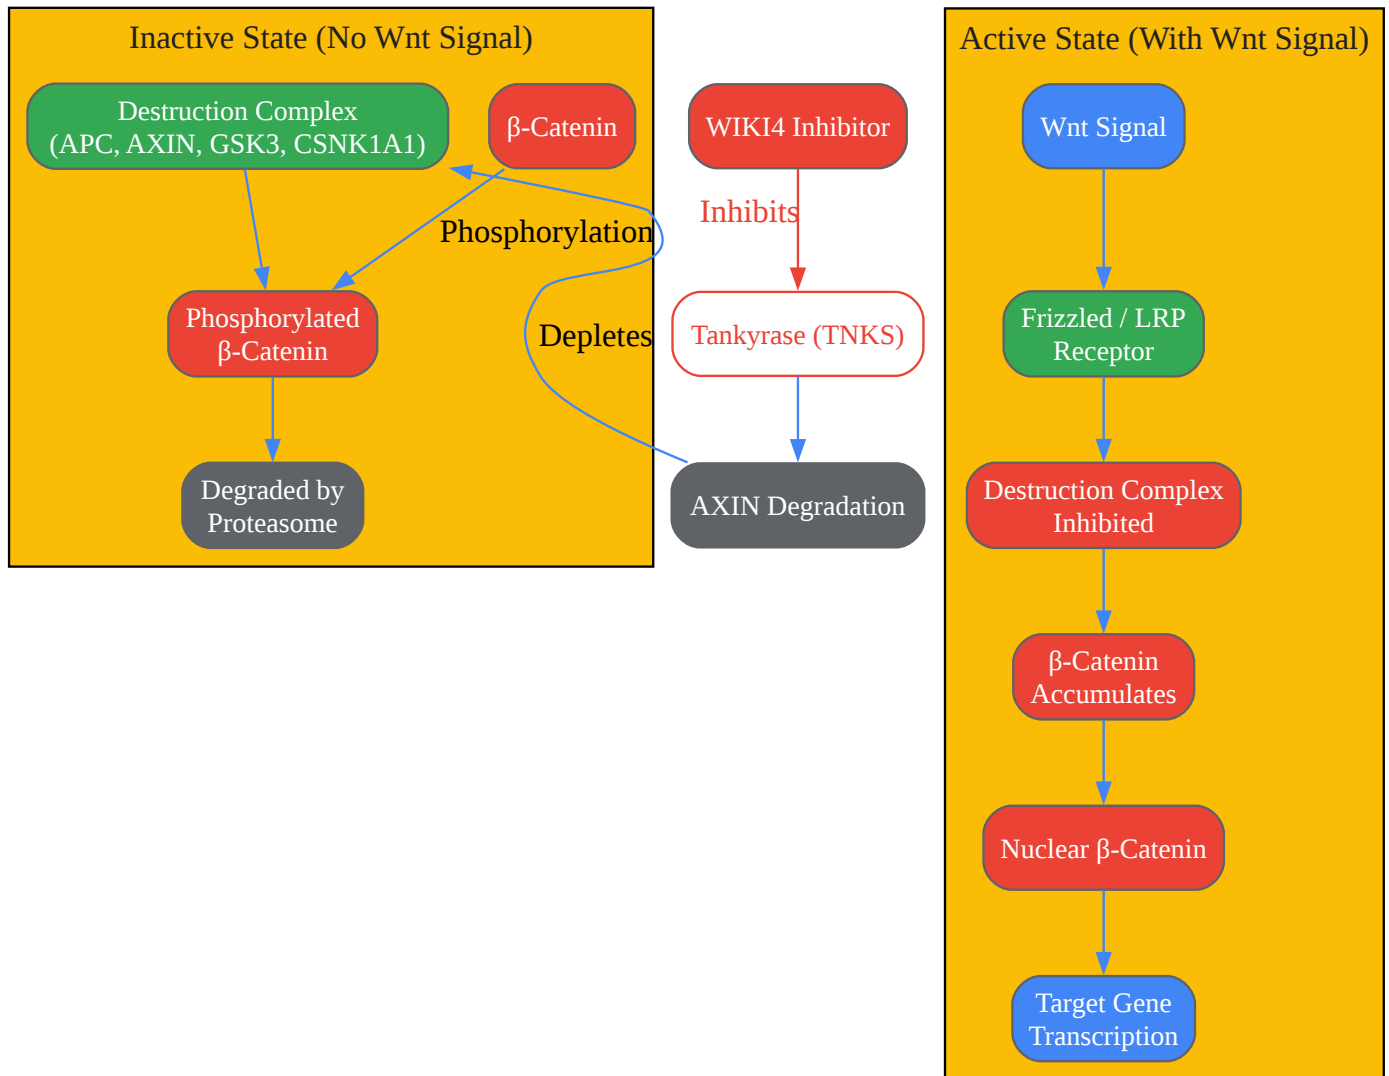 Inactive State (No Wnt Signal)
Destruction Complex
(APC, AXIN, GSK3, CSNK1A1)
β-Catenin
Phosphorylation
Phosphorylated
β-Catenin
Depletes
Degraded by
Proteasome
WIKI4 Inhibitor
Inhibits
Tankyrase (TNKS)
AXIN Degradation
Active State (With Wnt Signal)
Wnt Signal
Frizzled / LRP
Receptor
Destruction Complex
Inhibited
β-Catenin
Accumulates
Nuclear β-Catenin
Target Gene
Transcription